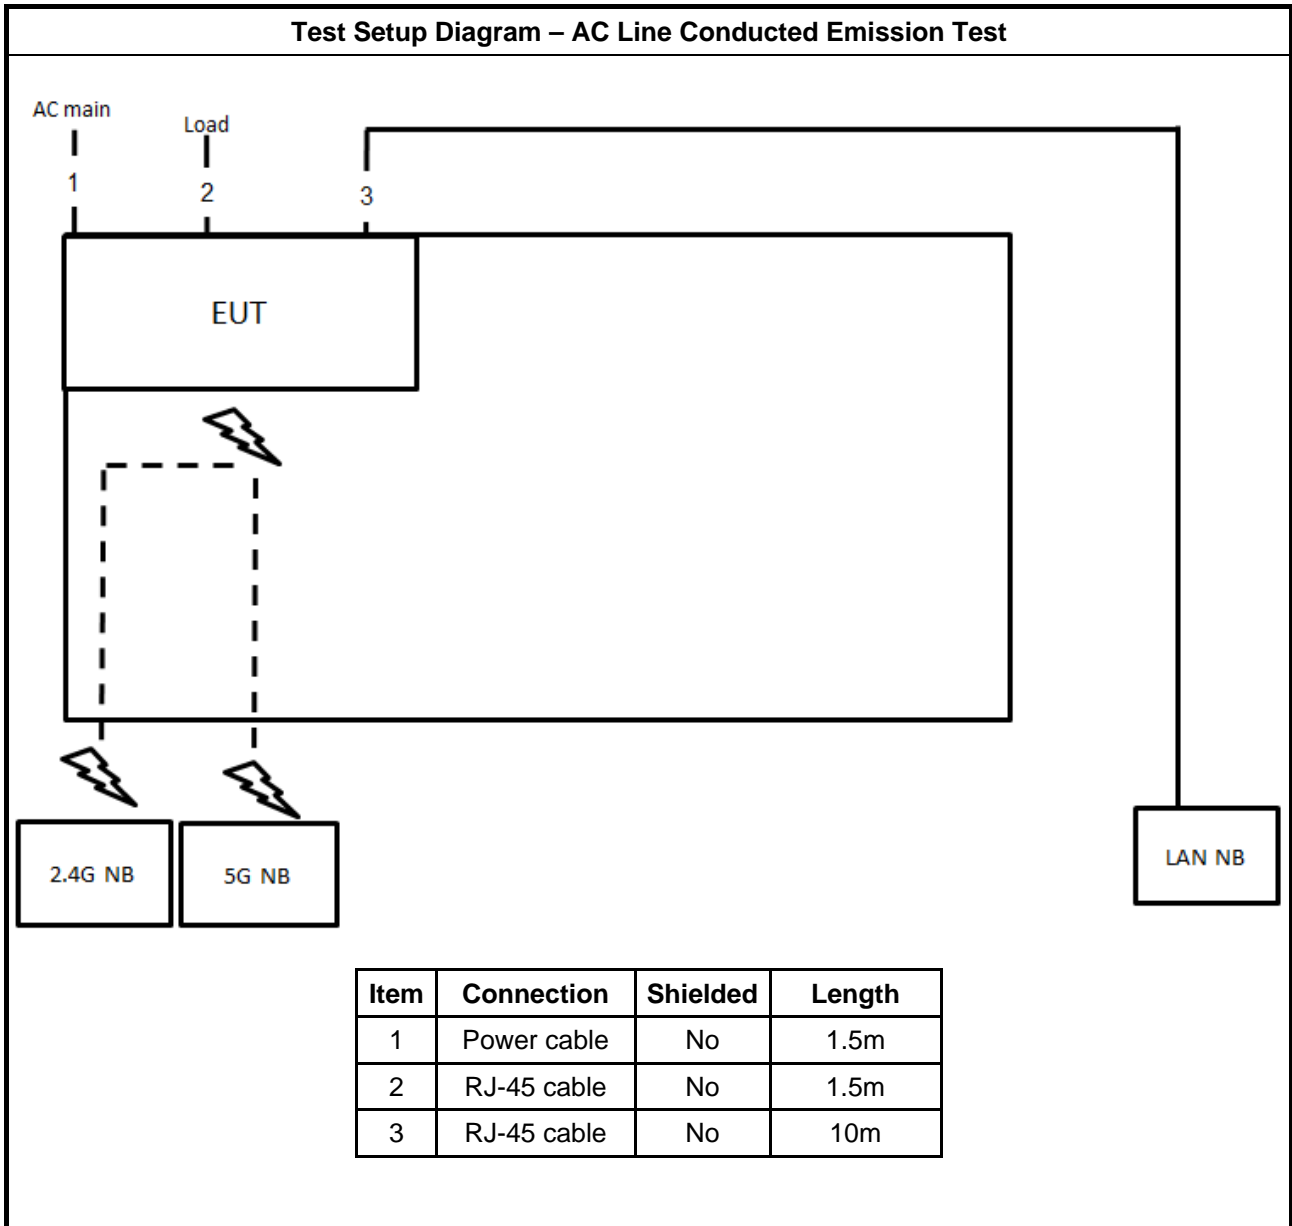 Test Setup Diagram – AC Line Conducted Emission Test
AC main
Load
1
2
3
EUT
2.4G NB
5G NB
LAN NB
Item Connection Shielded Length
1 Power cable No 1.5m
2 RJ-45 cable No 1.5m
3 RJ-45 cable No 10m